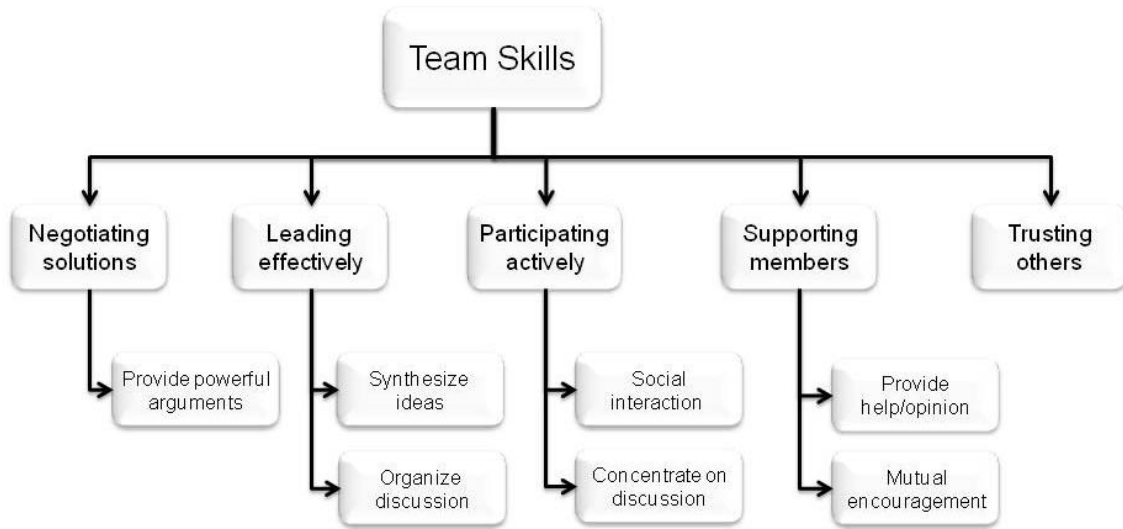 Team Skills
Negotiating
solutions
Leading
effectively
Participating
actively
Supporting
members
Trusting
others
Provide powerful
arguments
Synthesize
ideas
Organize
discussion
Social
interaction
Concentrate on
discussion
Provide
help/opinion
Mutual
encouragement